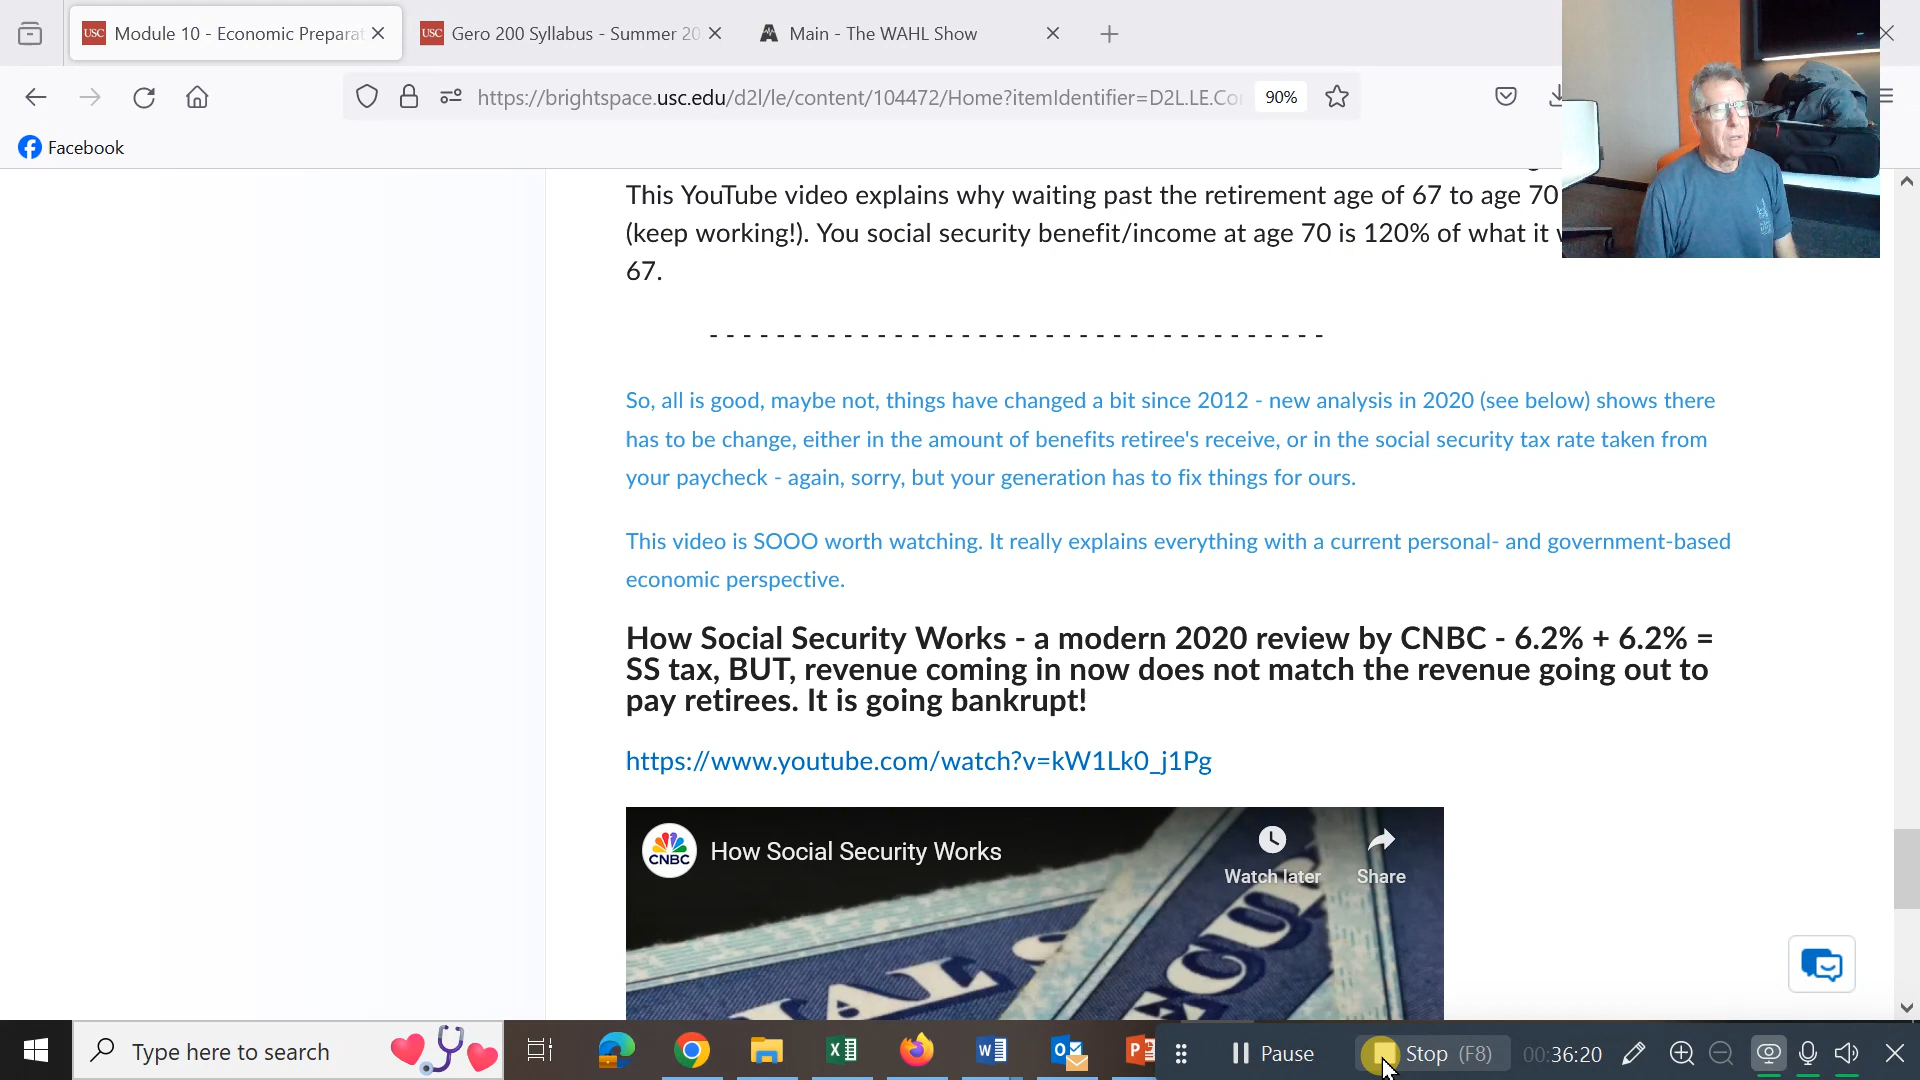 USC Module 10 - Economic Preparat
USC Gero 200 Syllabus - Summer 20
Main - The WAHL Show
https://brightspace.usc.edu/d2l/le/content/104472/Home?itemIdentifier=D2L.LE.Co
90%
Facebook
This YouTube video explains why waiting past the retirement age of 67 to age 70
(keep working!). You social security benefit/income at age 70 is 120% of what it
67.
- - - - - - - - - - - - - - - - - - - - - - - - - - - - - - - - - - - - -
So, all is good, maybe not, things have changed a bit since 2012 - new analysis in 2020 (see below) shows there
has to be change, either in the amount of benefits retiree's receive, or in the social security tax rate taken from
your paycheck - again, sorry, but your generation has to fix things for ours.
This video is SOOO worth watching. It really explains everything with a current personal- and government-based
economic perspective.
How Social Security Works - a modern 2020 review by CNBC - 6.2% + 6.2% =
SS tax, BUT, revenue coming in now does not match the revenue going out to
pay retirees. It is going bankrupt!
https://www.youtube.com/watch?v=kW1Lk0_j1Pg
CNBC How Social Security Works
Watch later
Share
IAL
ECU
Type here to search
Pause
Stop (F8)
00:36:20